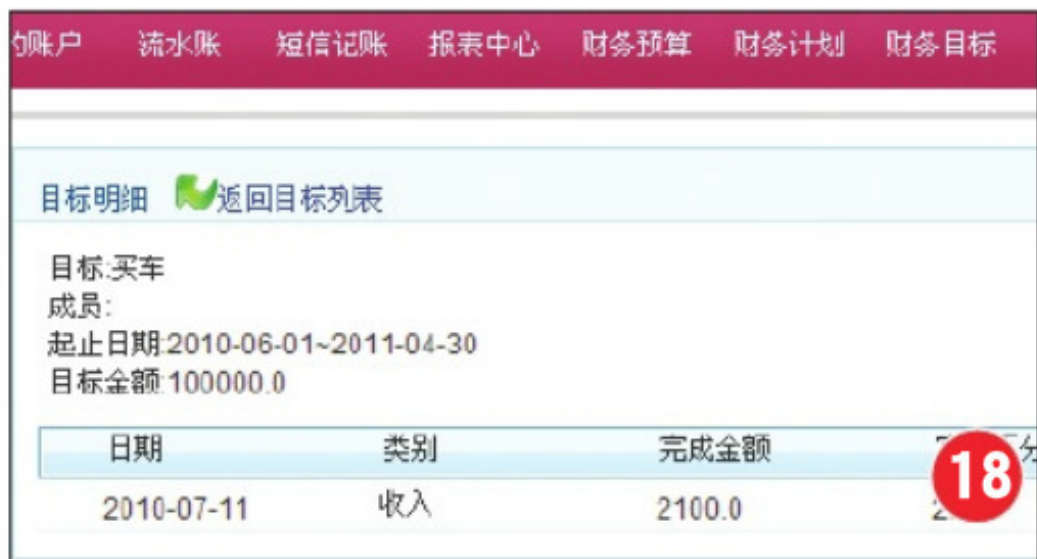 的账户 流水账 短信记账 报表中心 财务预算 财务计划 财务目标
目标明细 返回目标列表
目标:买车
成员:
起止日期:2010-06-01~2011-04-30
目标金额:100000.0
日期 类别 完成金额
2010-07-11 收入 2100.0
18